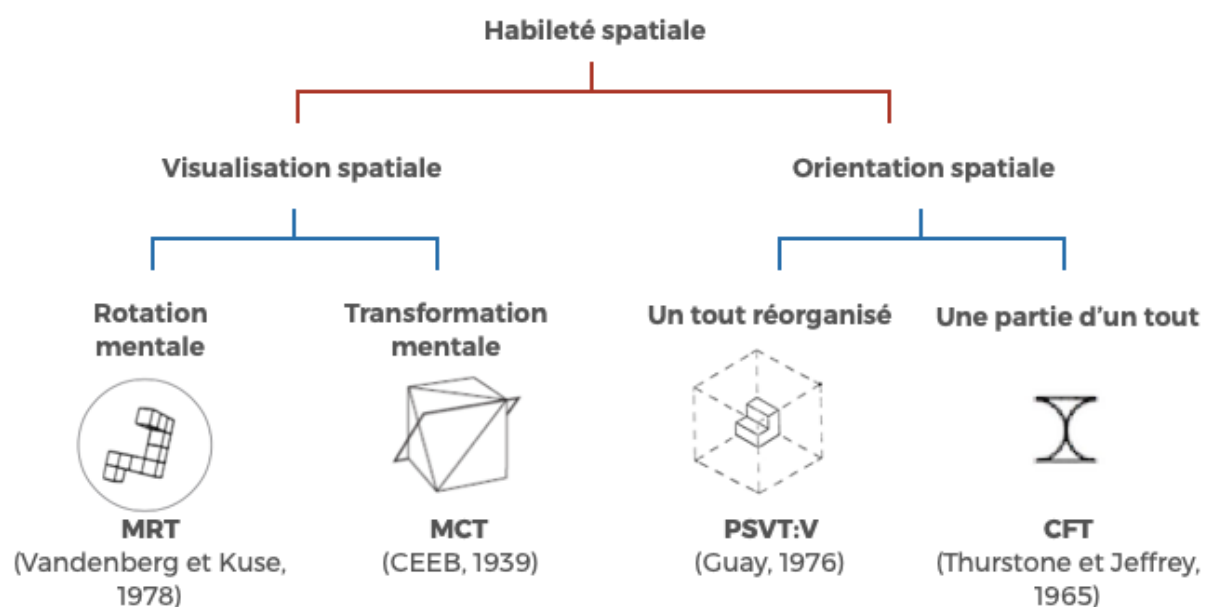 Habileté spatiale
Visualisation spatiale
Orientation spatiale
Rotation
mentale
Transformation
mentale
Un tout réorganisé
Une partie d'un tout
MRT
(Vandenberg et Kuse,
1978)
MCT
(CEEB, 1939)
PSVT:V
(Guay, 1976)
CFT
(Thurstone et Jeffrey,
1965)